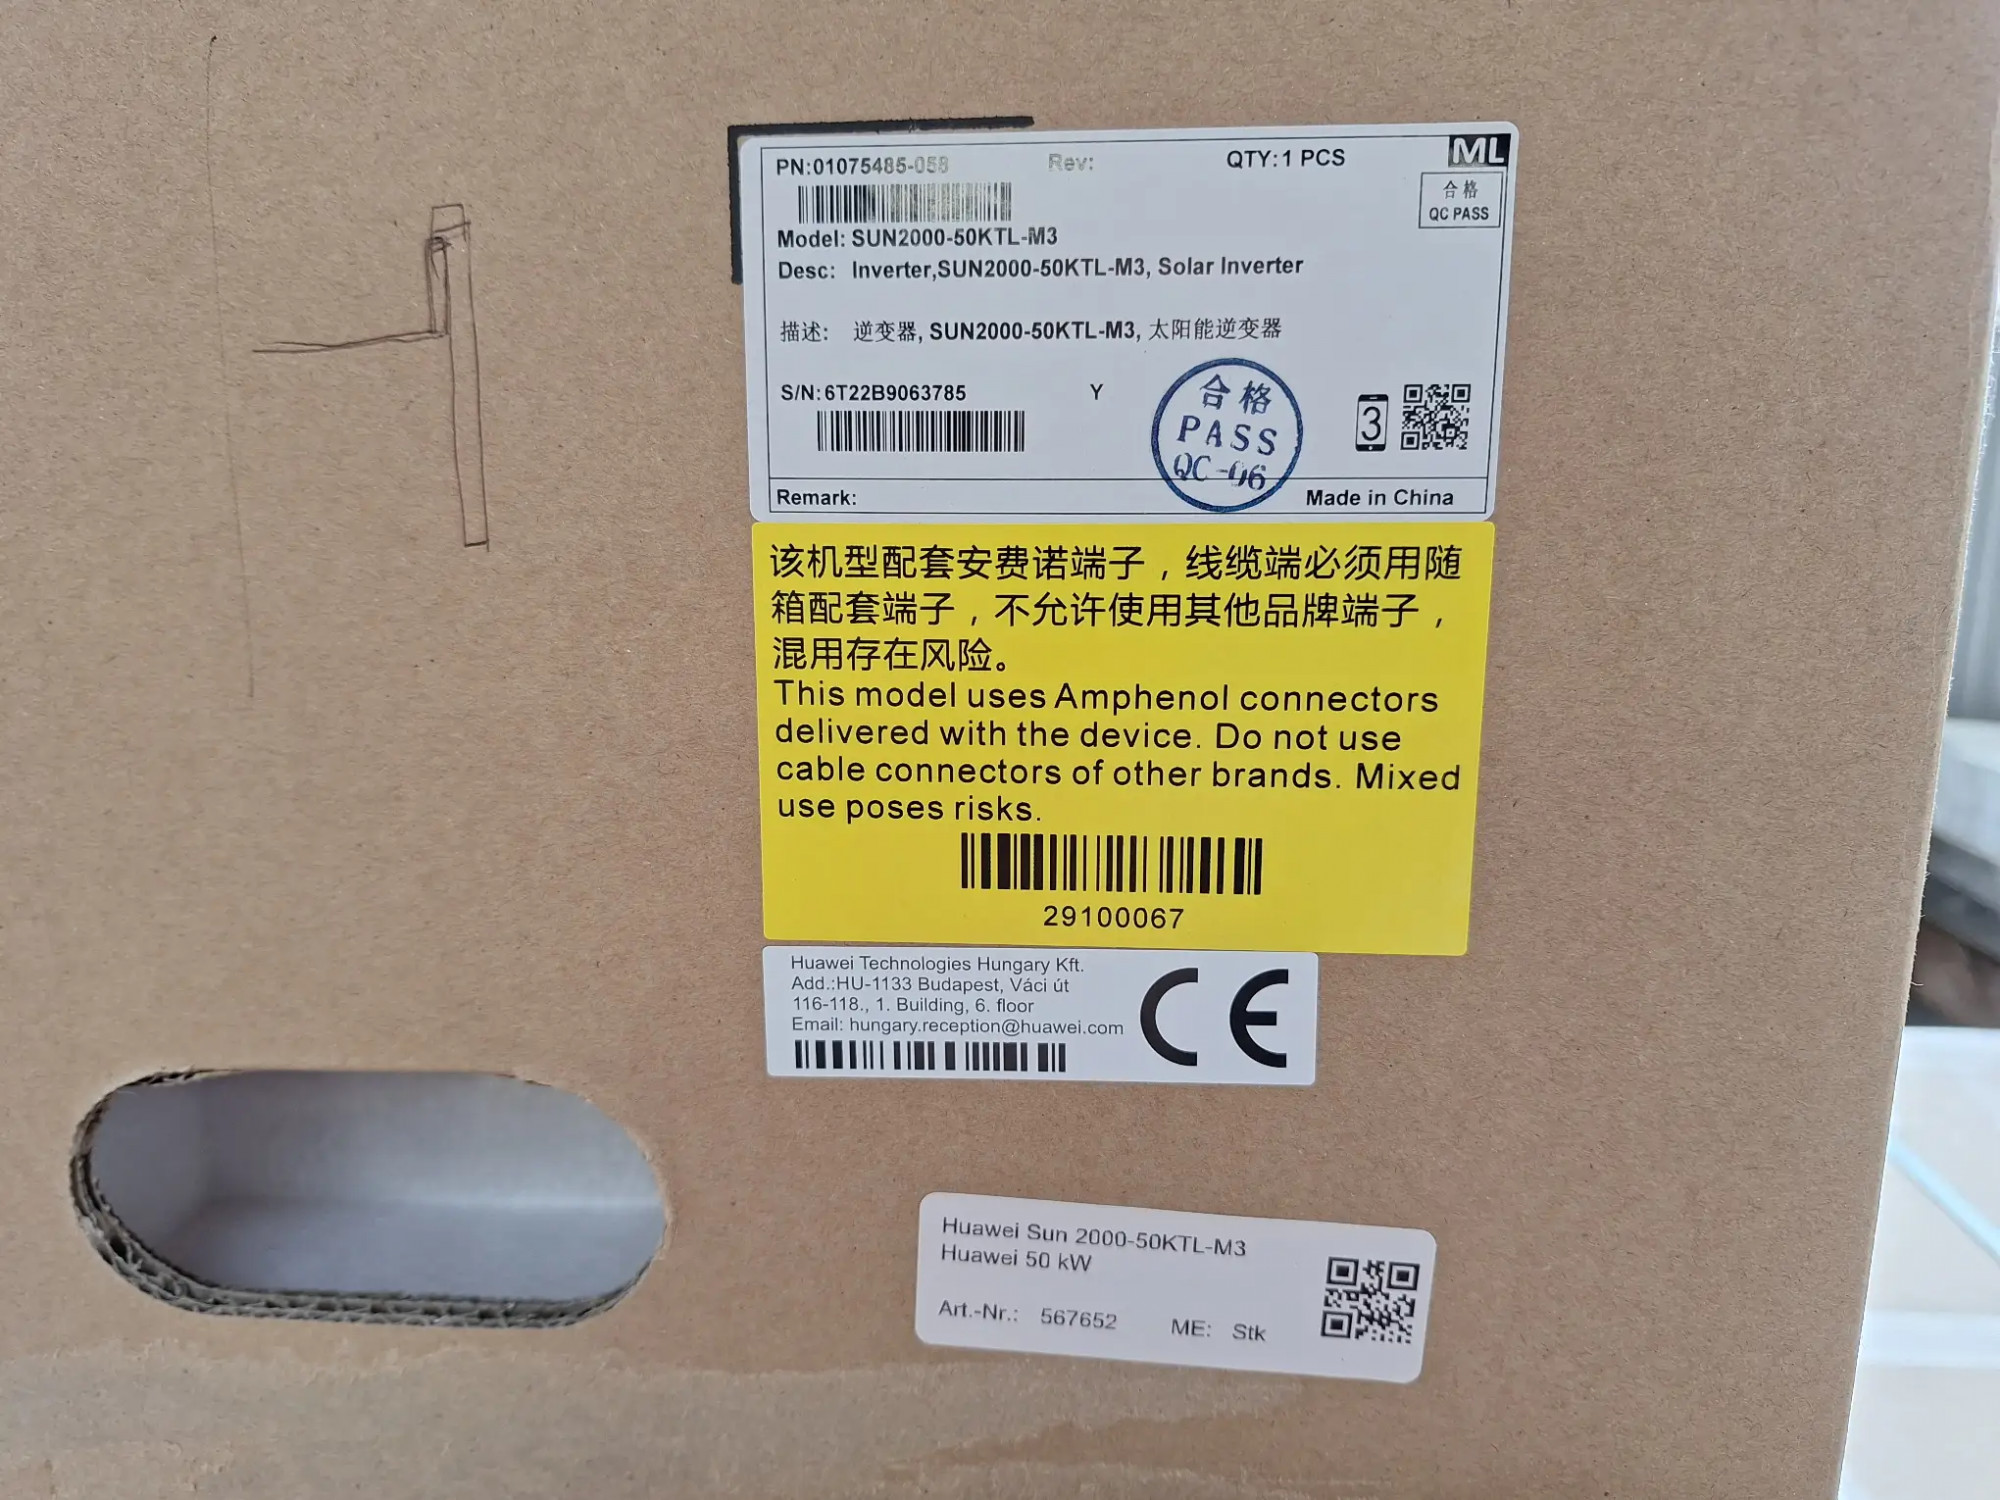 PN:01075485-058 Rev: QTY:1 PCS ML
合格
QC PASS
Model: SUN2000-50KTL-M3
Desc: Inverter,SUN2000-50KTL-M3, Solar Inverter
描述: 逆变器, SUN2000-50KTL-M3, 太阳能逆变器
S/N:6T22B9063785 Y
合格
PASS
QC-06
3
Remark: Made in China
该机型配套安费诺端子，线缆端必须用随
箱配套端子，不允许使用其他品牌端子，
混用存在风险。
This model uses Amphenol connectors
delivered with the device. Do not use
cable connectors of other brands. Mixed
use poses risks.
29100067
Huawei Technologies Hungary Kft.
Add.:HU-1133 Budapest, Váci út
116-118., 1. Building, 6. floor
Email: hungary.reception@huawei.com
CE
Huawei Sun 2000-50KTL-M3
Huawei 50 kW
Art.-Nr.: 567652 ME: Stk